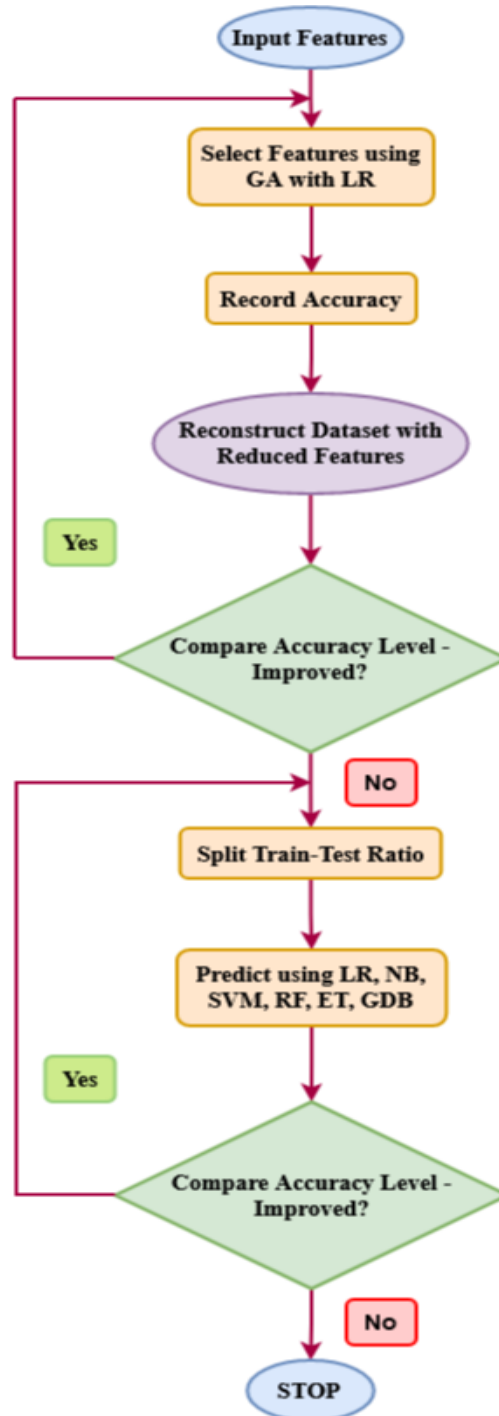 Input Features
Select Features using
GA with LR
Record Accuracy
Reconstruct Dataset with
Reduced Features
Yes
Compare Accuracy Level -
Improved?
No
Split Train-Test Ratio
Predict using LR, NB,
SVM, RF, ET, GDB
Yes
Compare Accuracy Level -
Improved?
No
STOP